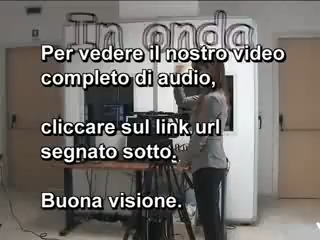 In onda
Per vedere il nostro video
completo di audio,
cliccare sul link url
segnato sotto.
Buona visione.